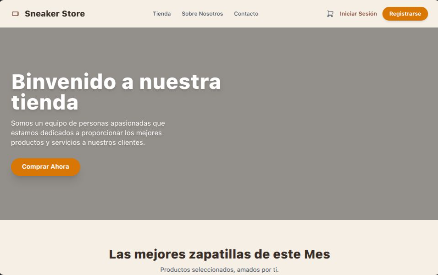 Sneaker Store
Tienda
Sobre Nosotros
Contacto
Iniciar Sesión
Registrarse
Binvenido a nuestra
tienda
Somos un equipo de personas apasionadas que
estamos dedicados a proporcionar los mejores
productos y servicios a nuestros clientes.
Comprar Ahora
Las mejores zapatillas de este Mes
Productos seleccionados, amados por ti.